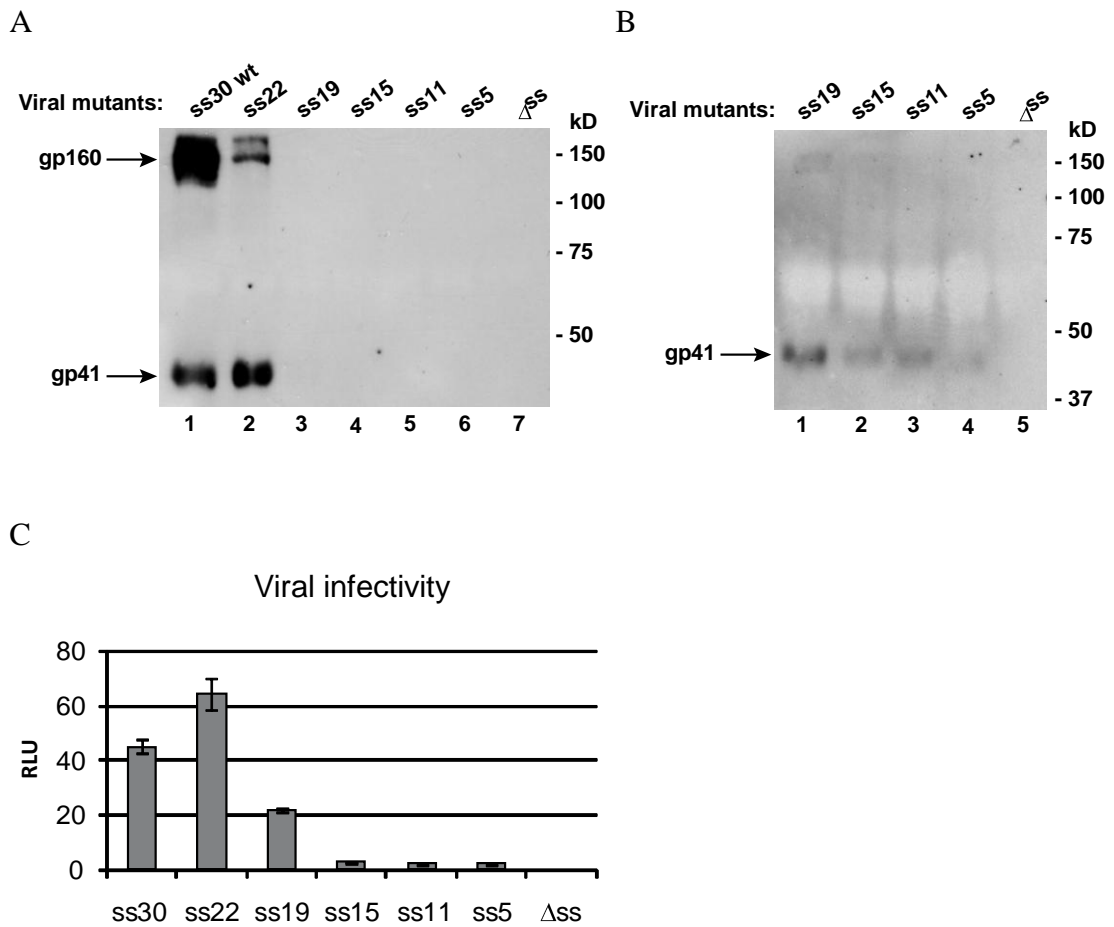 A
Viral mutants: ss30 wt ss22 ss19 ss15 ss11 ss5 Δss
kD
gp160
- 150
- 100
- 75
- 50
gp41
1 2 3 4 5 6 7
B
Viral mutants: ss19 ss15 ss11 ss5 Δss
kD
- 150
- 100
- 75
- 50
gp41
- 37
1 2 3 4 5
C
Viral infectivity
80
60
40
20
0
RLU
ss30 ss22 ss19 ss15 ss11 ss5 Δss